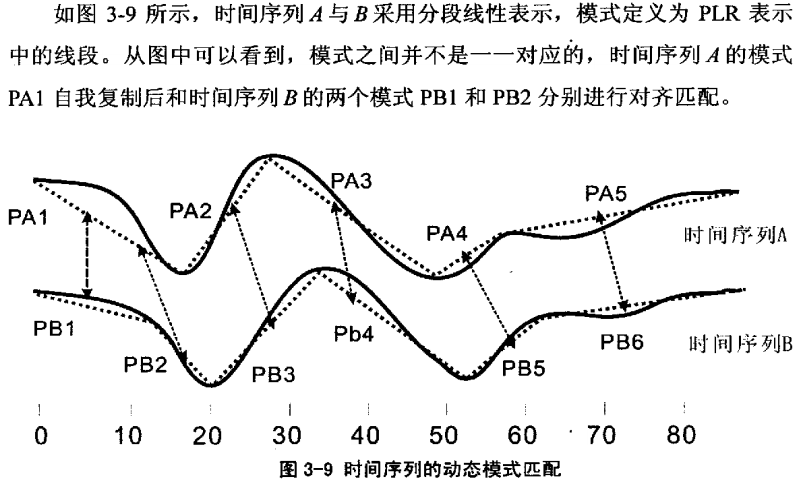 如图 3-9 所示，时间序列 A 与 B 采用分段线性表示，模式定义为 PLR 表示
中的线段。从图中可以看到，模式之间并不是一一对应的，时间序列 A 的模式
PA1 自我复制后和时间序列 B 的两个模式 PB1 和 PB2 分别进行对齐匹配。
PA1
PA2
PA3
PA4
PA5
时间序列A
PB1
PB2
PB3
Pb4
PB5
PB6
时间序列B
0 10 20 30 40 50 60 70 80
图 3-9 时间序列的动态模式匹配